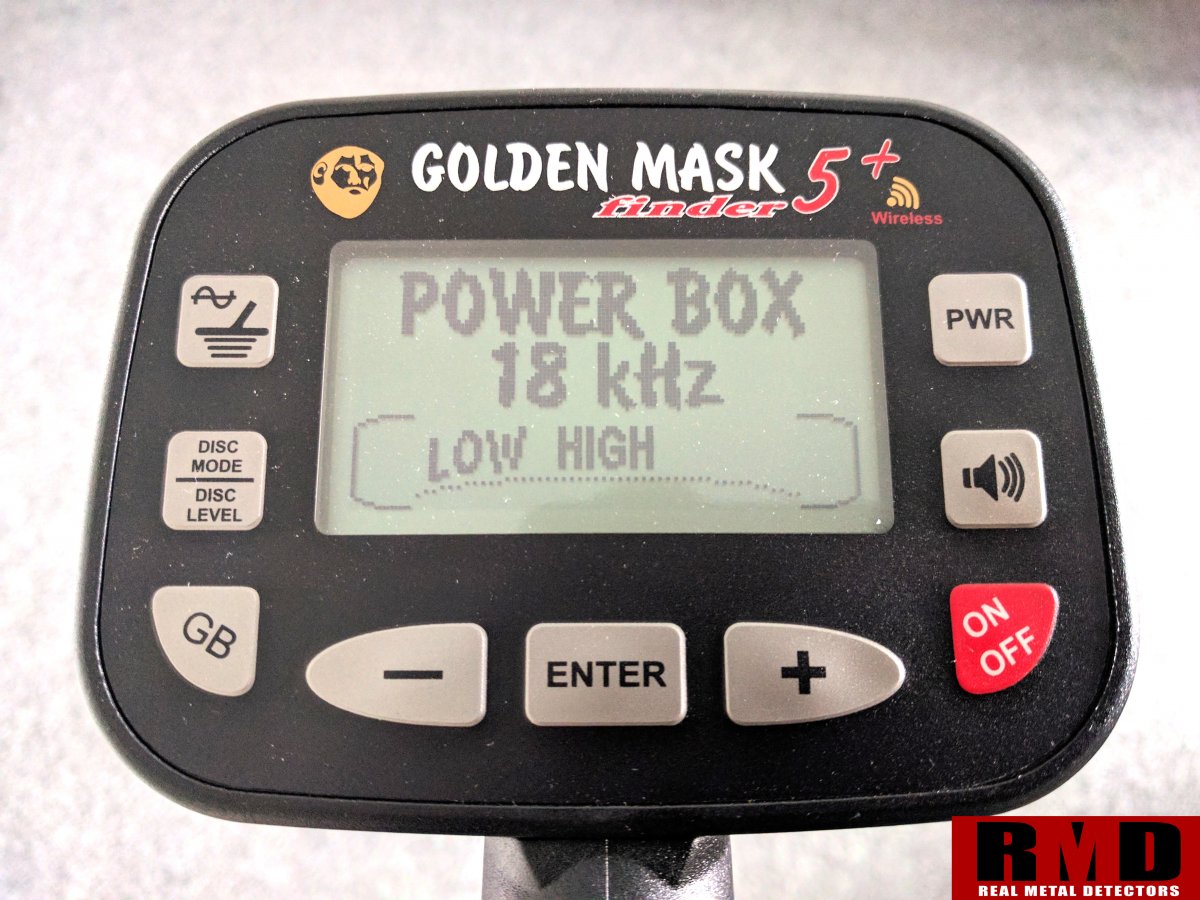 GOLDEN MASK
finder 5+
Wireless
POWER BOX
18 kHz
LOW HIGH
PWR
DISC
MODE
DISC
LEVEL
GB
−
ENTER
+
ON
OFF
RMD
REAL METAL DETECTORS